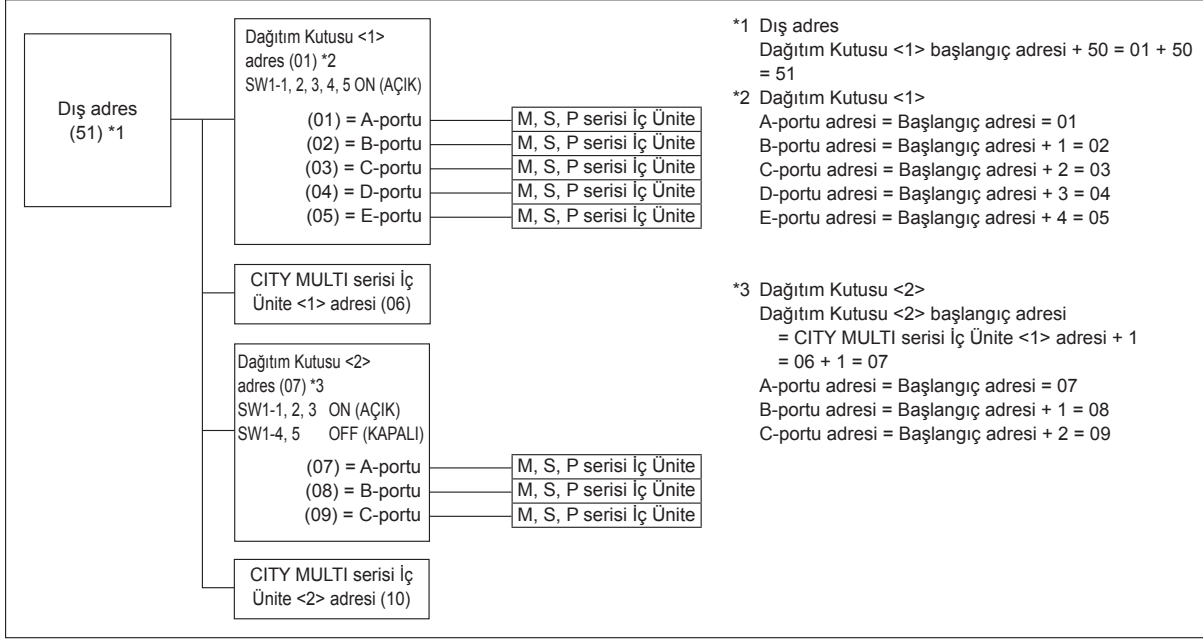 Dış adres
(51) *1
Dağıtım Kutusu <1>
adres (01) *2
SW1-1, 2, 3, 4, 5 ON (AÇIK)
(01) = A-portu
(02) = B-portu
(03) = C-portu
(04) = D-portu
(05) = E-portu
M, S, P serisi İç Ünite
M, S, P serisi İç Ünite
M, S, P serisi İç Ünite
M, S, P serisi İç Ünite
M, S, P serisi İç Ünite
CITY MULTI serisi İç
Ünite <1> adresi (06)
Dağıtım Kutusu <2>
adres (07) *3
SW1-1, 2, 3 ON (AÇIK)
SW1-4, 5 OFF (KAPALI)
(07) = A-portu
(08) = B-portu
(09) = C-portu
M, S, P serisi İç Ünite
M, S, P serisi İç Ünite
M, S, P serisi İç Ünite
CITY MULTI serisi İç
Ünite <2> adresi (10)
*1 Dış adres
Dağıtım Kutusu <1> başlangıç adresi + 50 = 01 + 50
= 51
*2 Dağıtım Kutusu <1>
A-portu adresi = Başlangıç adresi = 01
B-portu adresi = Başlangıç adresi + 1 = 02
C-portu adresi = Başlangıç adresi + 2 = 03
D-portu adresi = Başlangıç adresi + 3 = 04
E-portu adresi = Başlangıç adresi + 4 = 05
*3 Dağıtım Kutusu <2>
Dağıtım Kutusu <2> başlangıç adresi
= CITY MULTI serisi İç Ünite <1> adresi + 1
= 06 + 1 = 07
A-portu adresi = Başlangıç adresi = 07
B-portu adresi = Başlangıç adresi + 1 = 08
C-portu adresi = Başlangıç adresi + 2 = 09